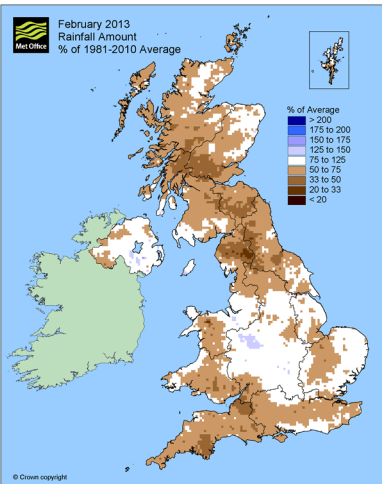 Met Office
February 2013
Rainfall Amount
% of 1981-2010 Average
% of Average
> 200
175 to 200
150 to 175
125 to 150
75 to 125
50 to 75
33 to 50
20 to 33
< 20
© Crown copyright